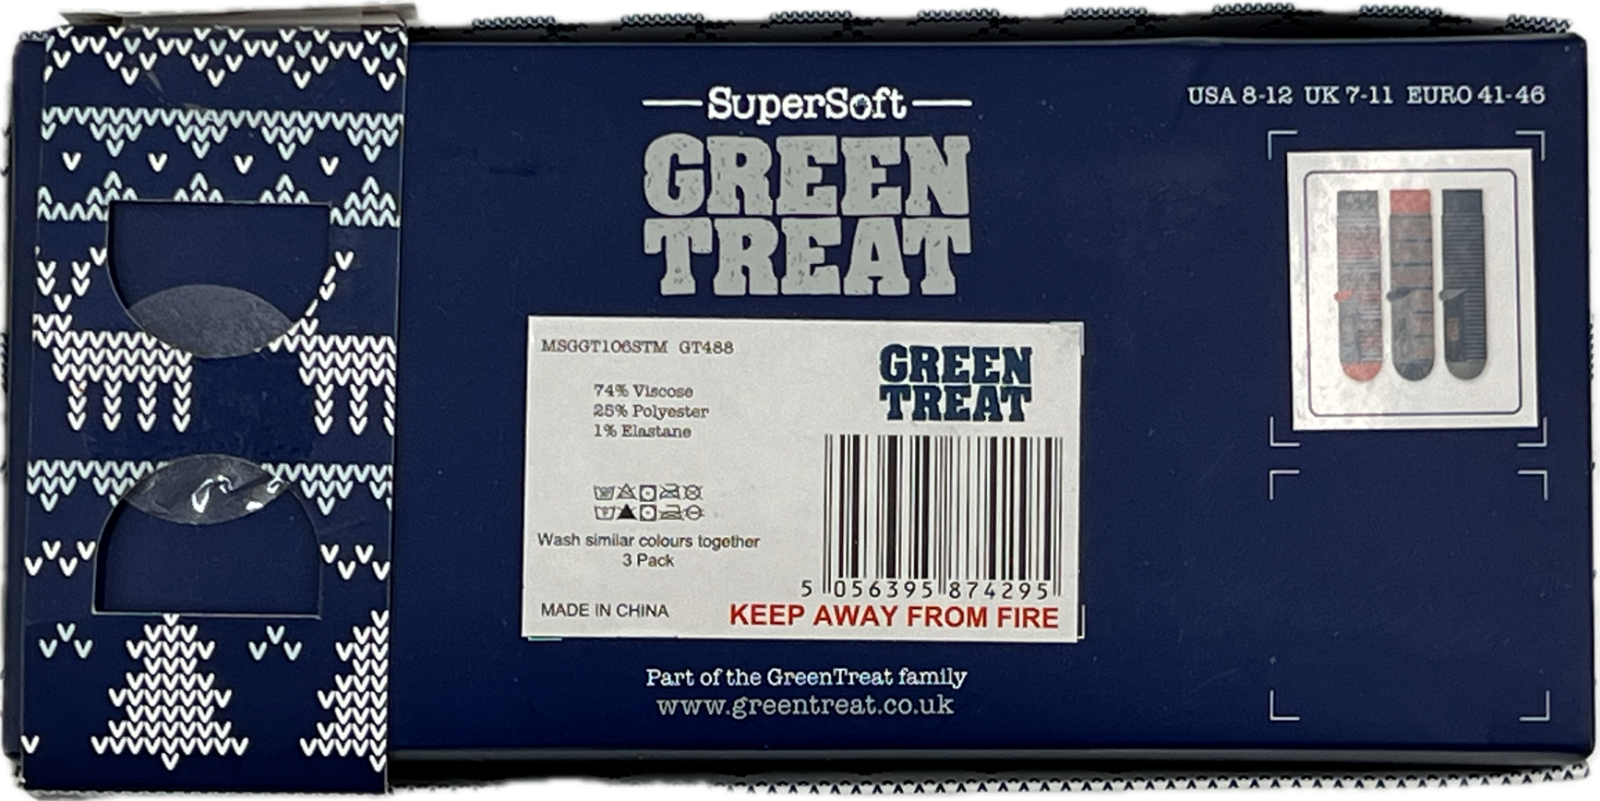 SuperSoft
GREEN
TREAT
USA 8-12 UK 7-11 EURO 41-46
MSGGT106STM GT488
GREEN
TREAT
74% Viscose
25% Polyester
1% Elastane
Wash similar colours together
3 Pack
5 056395 874295
MADE IN CHINA
KEEP AWAY FROM FIRE
Part of the GreenTreat family
www.greentreat.co.uk